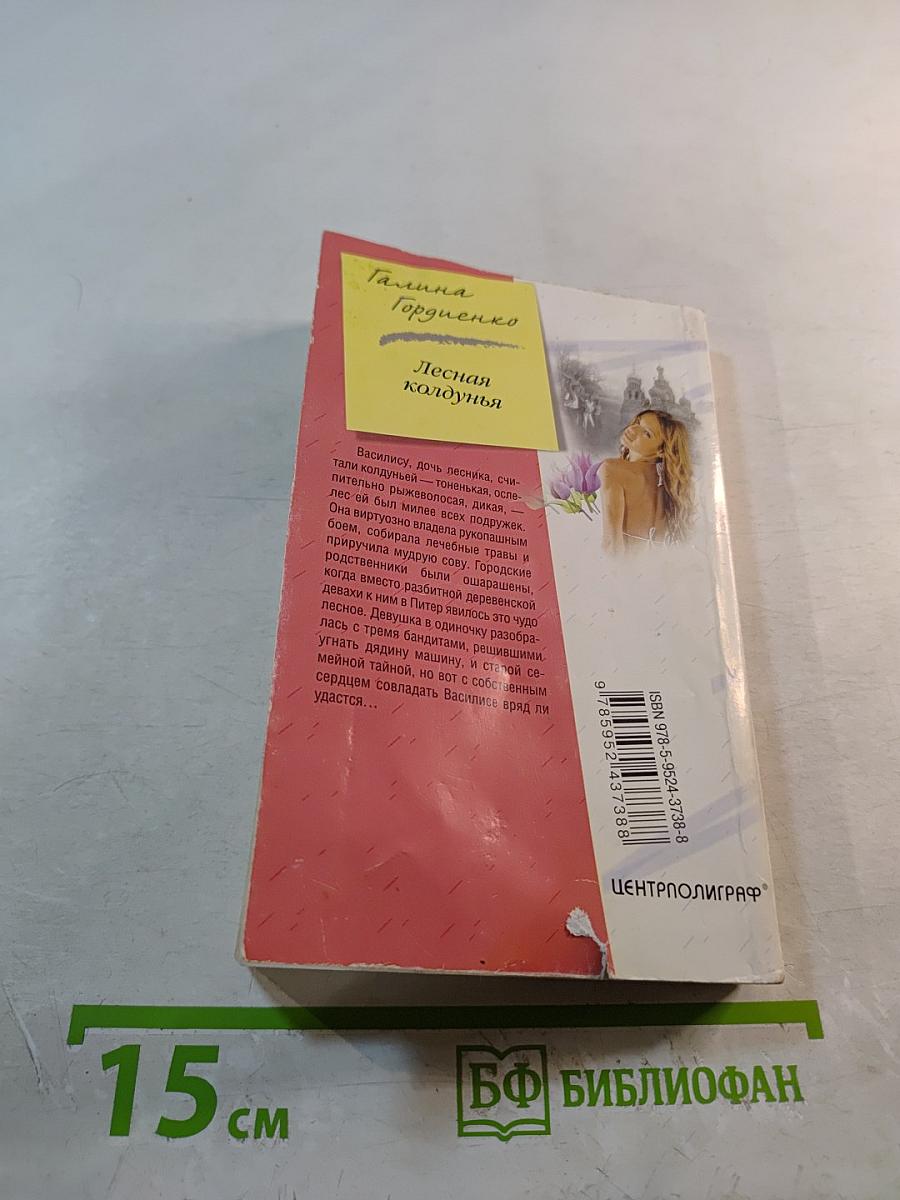 Галина
Гордиенко
Лесная
колдунья
Василису, дочь лесника, счи-
тали колдуньей — тоненькая, осле-
пительно рыжеволосая, дикая, —
лес ей был милее всех подружек.
Она виртуозно владела рукопашным
боем, собирала лечебные травы и
приручила мудрую сову. Городские
родственники были ошарашены,
когда вместо разбитной деревенской
девахи к ним в Питер явилось это чудо
лесное. Девушка в одиночку разобра-
лась с тремя бандитами, решившими
угнать дядину машину, и старой се-
мейной тайной, но вот с собственным
сердцем совладать Василисе вряд ли
удастся...
ISBN 978-5-9524-3738-8
9 785952 437388
ЦЕНТРПОЛИГРАФ®
15 см
БФ БИБЛИОФАН